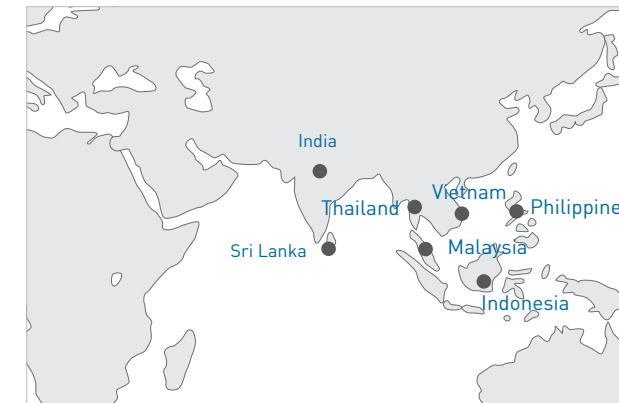 India
Vietnam
Thailand
Philippine
Sri Lanka
Malaysia
Indonesia